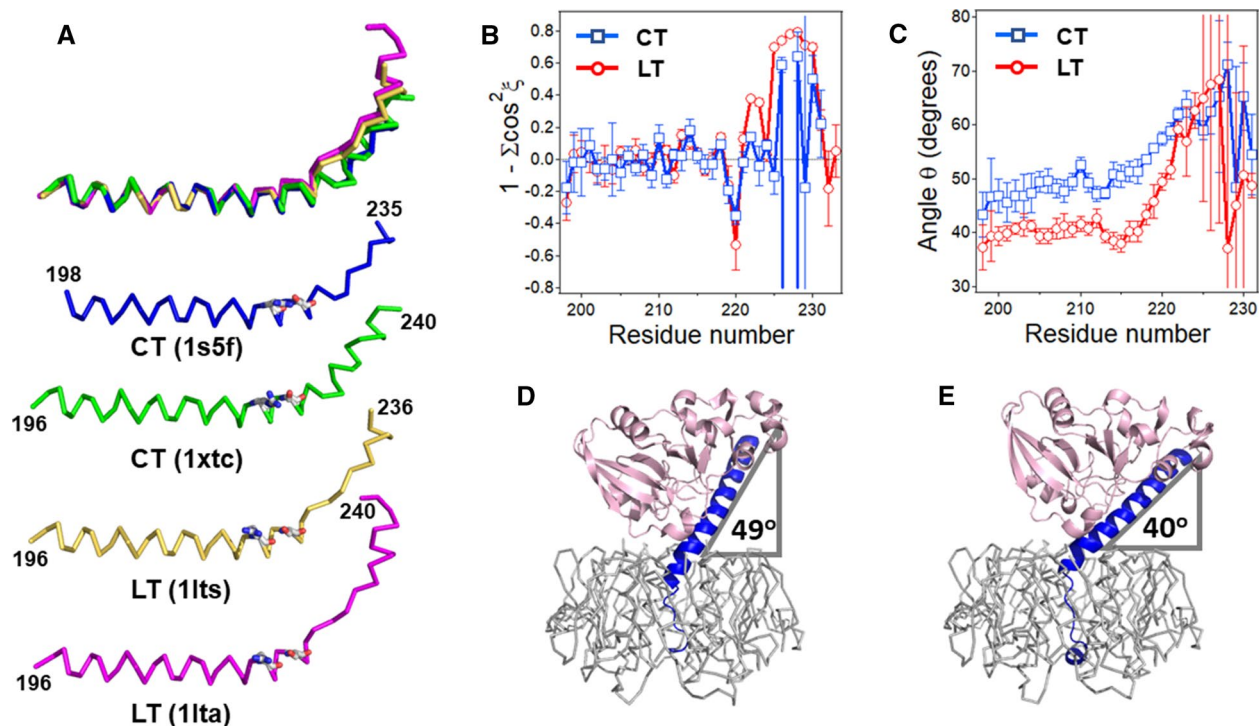 A
235
198
CT (1s5f)
240
196
CT (1xtc)
236
196
LT (1lts)
240
196
LT (1lta)
B
CT
LT
1 - Σcos²ξ
0.8
0.6
0.4
0.2
0.0
-0.2
-0.4
-0.6
-0.8
200 210 220 230
Residue number
C
CT
LT
Angle θ (degrees)
80
70
60
50
40
30
200 210 220 230
Residue number
D
49°
E
40°